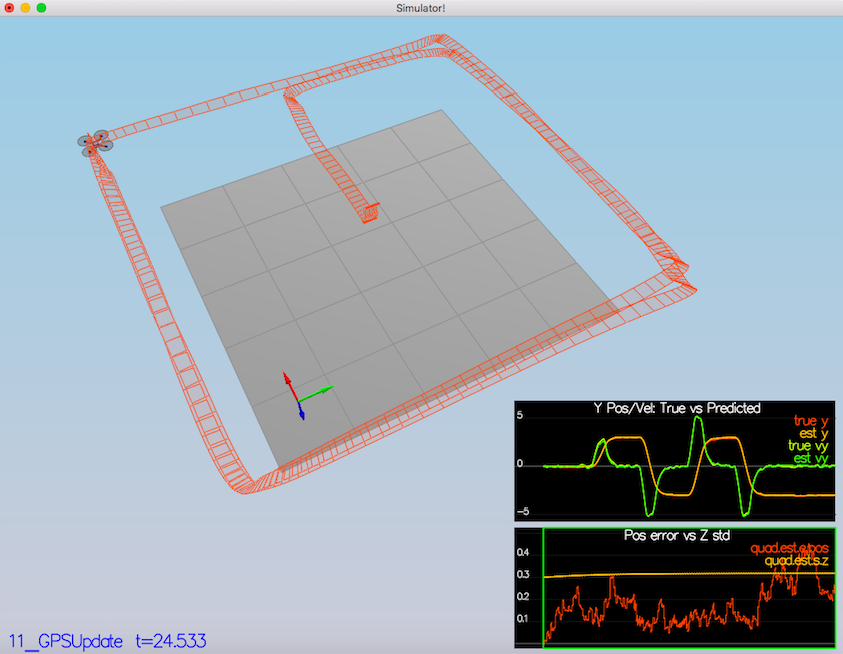 Simulator!
Y Pos/Vel: True vs Predicted
5
true y
est y
true vy
est vy
0
-5
Pos error vs Z std
quad.est.e.pos
quad.est.s.z
0.4
0.3
0.2
0.1
11_GPSUpdate t=24.533